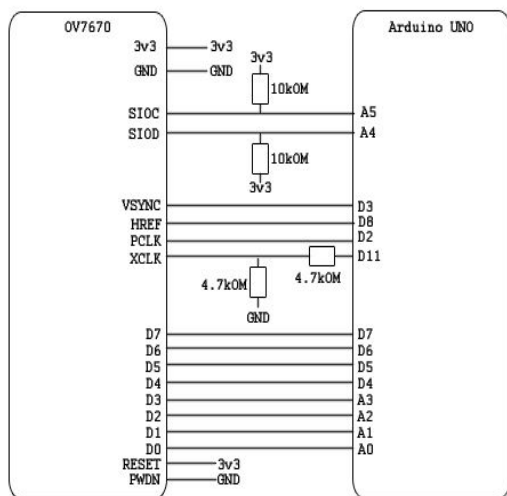 OV7670
Arduino UNO
3v3
3v3
3v3
GND
GND
10kOM
SIOC
A5
SIOD
A4
10kOM
3v3
VSYNC
D3
HREF
D8
PCLK
D2
XCLK
D11
4.7kOM
4.7kOM
GND
D7
D7
D6
D6
D5
D5
D4
D4
D3
A3
D2
A2
D1
A1
D0
A0
RESET
3v3
PWDN
GND